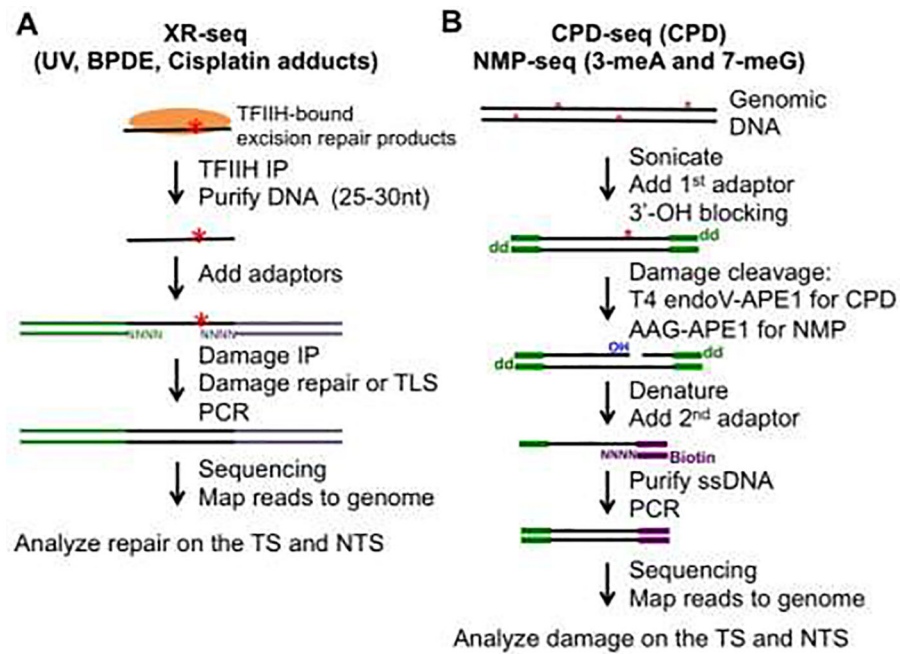 A
XR-seq
(UV, BPDE, Cisplatin adducts)
TFIIH-bound
excision repair products
TFIIH IP
Purify DNA (25-30nt)
Add adaptors
NNNN
NNNN
Damage IP
Damage repair or TLS
PCR
Sequencing
Map reads to genome
Analyze repair on the TS and NTS
B
CPD-seq (CPD)
NMP-seq (3-meA and 7-meG)
Genomic
DNA
Sonicate
Add 1st adaptor
3'-OH blocking
dd
dd
Damage cleavage:
T4 endoV-APE1 for CPD
AAG-APE1 for NMP
OH
dd
dd
Denature
Add 2nd adaptor
NNNN
Biotin
Purify ssDNA
PCR
Sequencing
Map reads to genome
Analyze damage on the TS and NTS